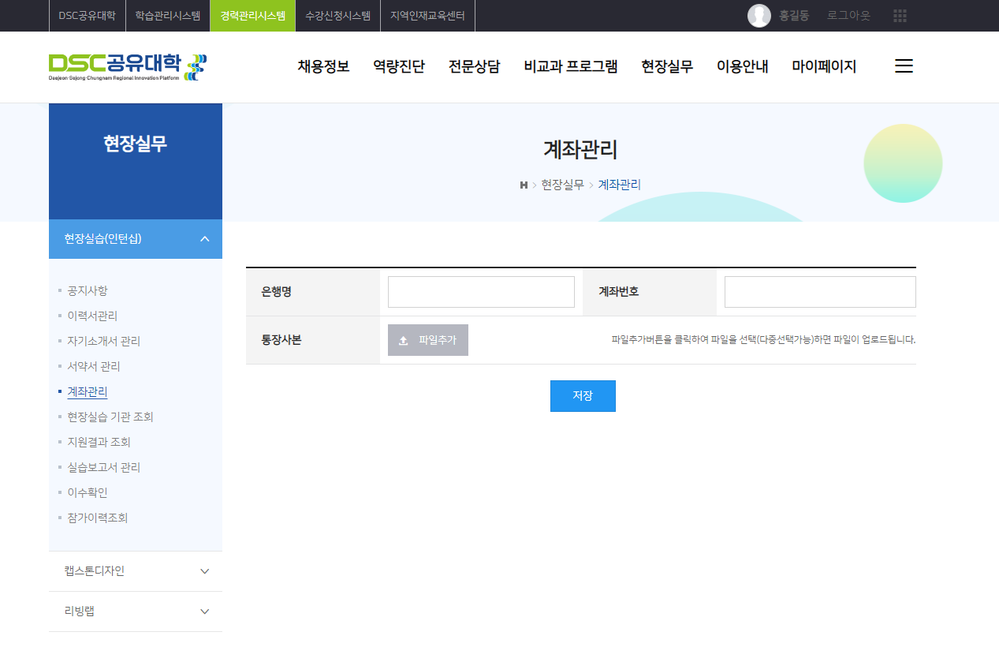 DSC공유대학 학습관리시스템 경력관리시스템 수강신청시스템 지역인재교육센터 홍길동 로그아웃
DSC공유대학
Daejeon·Sejong·Chungnam Regional Innovation Platform
채용정보 역량진단 전문상담 비교과 프로그램 현장실무 이용안내 마이페이지
현장실무
계좌관리
H > 현장실무 > 계좌관리
현장실습(인턴십)
공지사항
이력서관리
자기소개서 관리
서약서 관리
계좌관리
현장실습 기관 조회
지원결과 조회
실습보고서 관리
이수확인
참가이력조회
캡스톤디자인
리빙랩
은행명 계좌번호
통장사본 파일추가 파일추가버튼을 클릭하여 파일을 선택(다중선택가능)하면 파일이 업로드됩니다.
저장